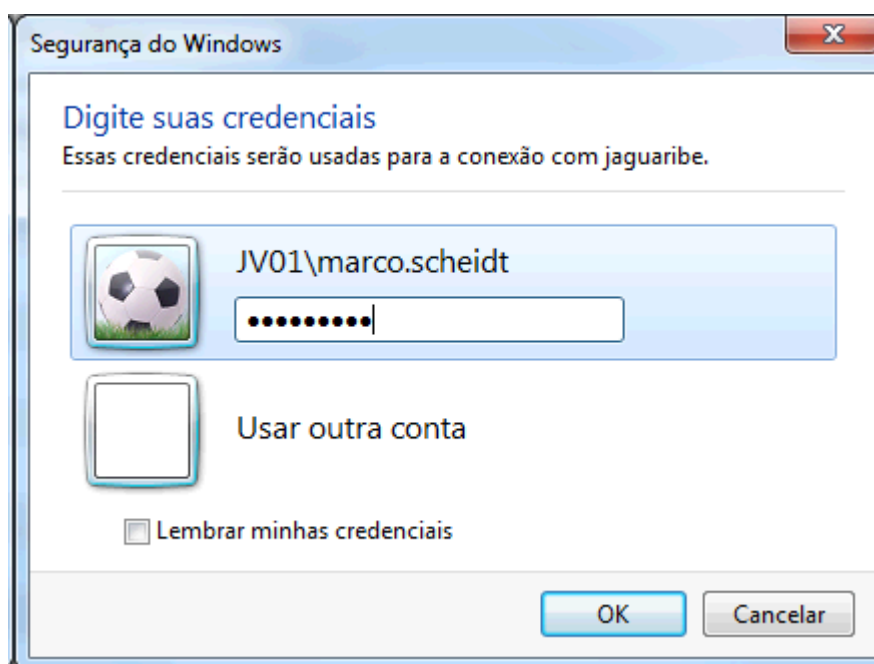 Segurança do Windows
Digite suas credenciais
Essas credenciais serão usadas para a conexão com jaguaribe.
JV01\marco.scheidt
●●●●●●●●●
Usar outra conta
Lembrar minhas credenciais
OK
Cancelar